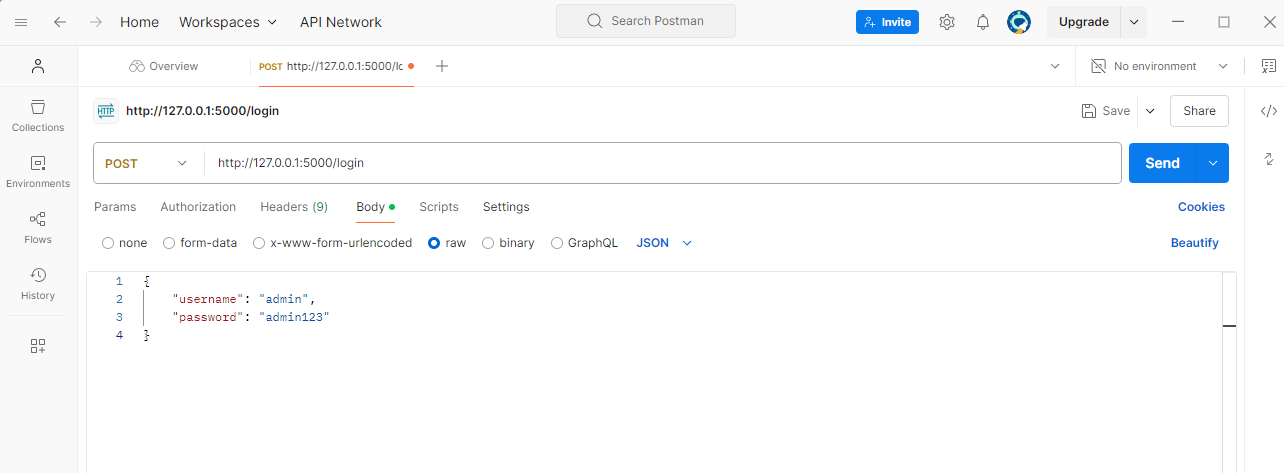 Home Workspaces API Network Search Postman Invite Upgrade
Overview POST http://127.0.0.1:5000/lc No environment
HTTP http://127.0.0.1:5000/login Save Share
Collections
POST http://127.0.0.1:5000/login Send
Environments
Params Authorization Headers (9) Body Scripts Settings Cookies
Flows
none form-data x-www-form-urlencoded raw binary GraphQL JSON Beautify
History
1 {
2 "username": "admin",
3 "password": "admin123"
4 }